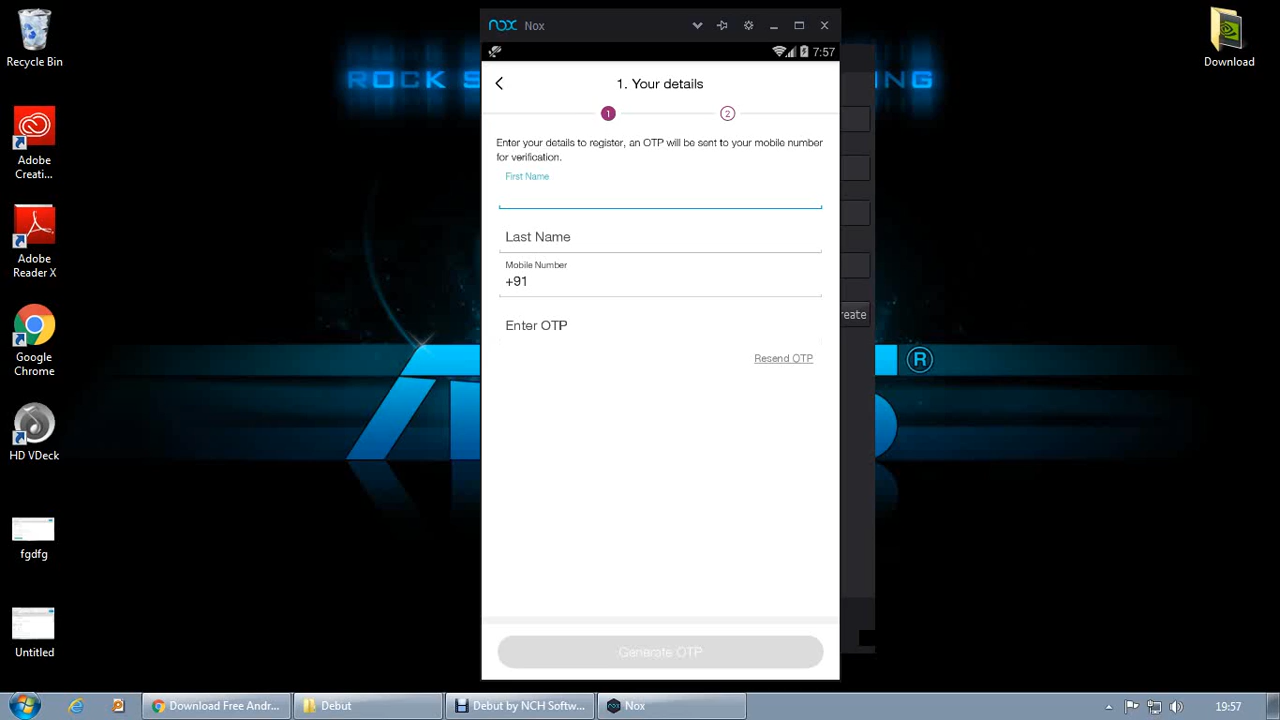 Recycle Bin
Adobe
Creati...
Adobe
Reader X
Google
Chrome
HD VDeck
fgdfg
Untitled
Download
ROCK S
NG
®
nox Nox
7:57
1. Your details
1
2
Enter your details to register, an OTP will be sent to your mobile number
for verification.
First Name
Last Name
Mobile Number
+91
Enter OTP
Resend OTP
Generate OTP
reate
Download Free Andr...
Debut
Debut by NCH Softw...
nox Nox
19:57